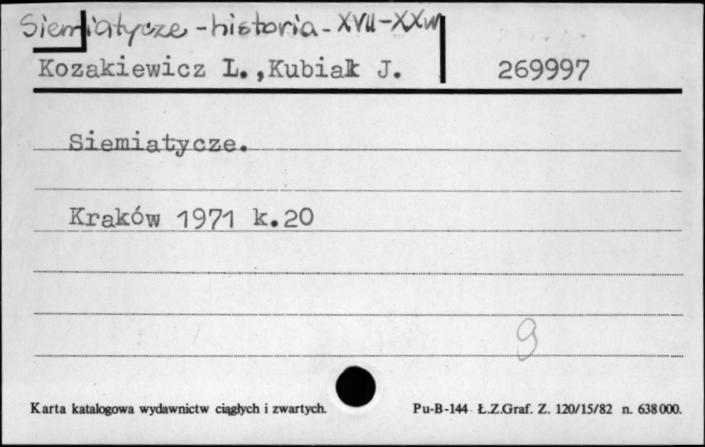 Siemiatycze - historia - XVII-XXw
Kozakiewicz L.,Kubiak J. 269997
Siemiatycze.
Kraków 1971 k.20
9
Karta katalogowa wydawnictw ciągłych i zwartych. Pu-B-144 Ł.Z.Graf. Z. 120/15/82 n. 638000.